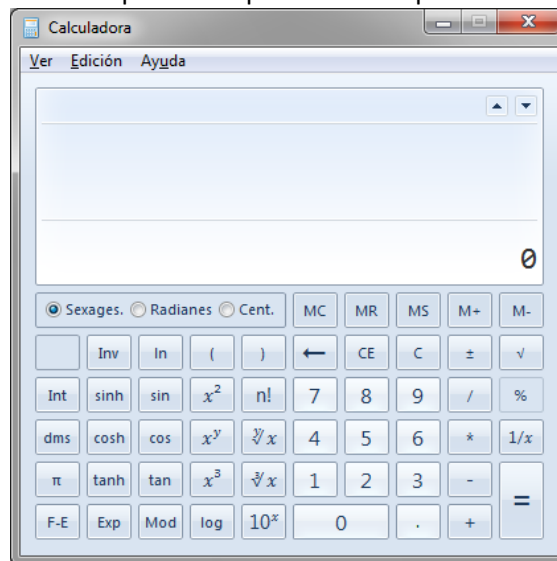 Calculadora
Ver Edición Ayuda
0
Sexages. Radianes Cent. MC MR MS M+ M-
Inv ln ( ) ← CE C ± √
Int sinh sin x² n! 7 8 9 / %
dms cosh cos xʸ ʸ√x 4 5 6 * 1/x
π tanh tan x³ ³√x 1 2 3 - =
F-E Exp Mod log 10ˣ 0 . +